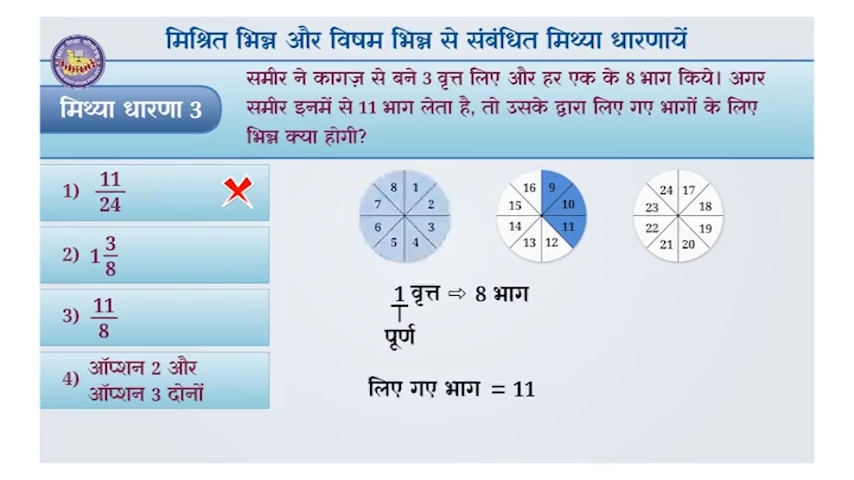 मिश्रित भिन्न और विषम भिन्न से संबंधित मिथ्या धारणायें
मिथ्या धारणा 3
समीर ने कागज़ से बने 3 वृत्त लिए और हर एक के 8 भाग किये। अगर
समीर इनमें से 11 भाग लेता है, तो उसके द्वारा लिए गए भागों के लिए
भिन्न क्या होगी?
1) 11/24
2) 1 3/8
3) 11/8
4) ऑप्शन 2 और
ऑप्शन 3 दोनों
8 1
7 2
6 3
5 4
16 9
15 10
14 11
13 12
24 17
23 18
22 19
21 20
1 वृत्त ⇨ 8 भाग
पूर्ण
लिए गए भाग = 11